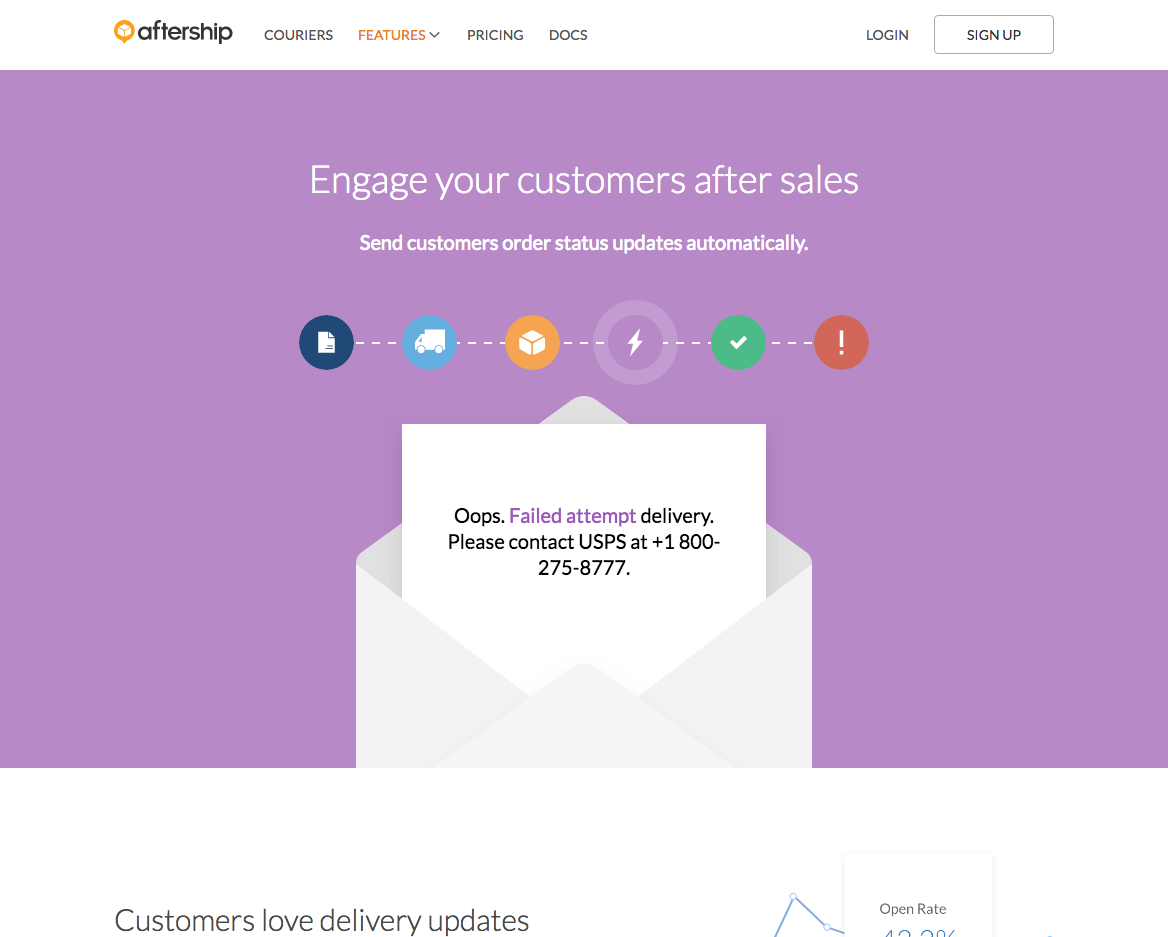 aftership
COURIERS
FEATURES
PRICING
DOCS
LOGIN
SIGN UP
Engage your customers after sales
Send customers order status updates automatically.
Oops. Failed attempt delivery.
Please contact USPS at +1 800-
275-8777.
Customers love delivery updates
Open Rate